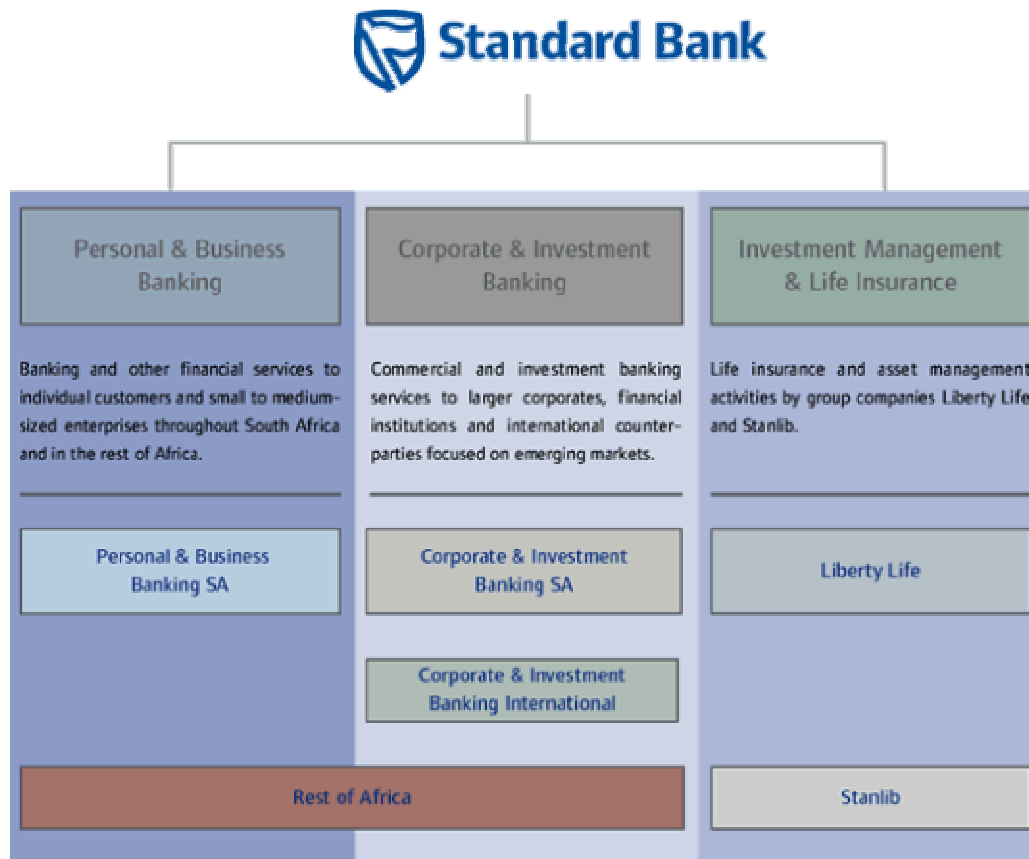 Standard Bank
Personal & Business
Banking
Corporate & Investment
Banking
Investment Management
& Life Insurance
Banking and other financial services to
individual customers and small to medium-
sized enterprises throughout South Africa
and in the rest of Africa.
Commercial and investment banking
services to larger corporates, financial
institutions and international counter-
parties focused on emerging markets.
Life insurance and asset management
activities by group companies Liberty Life
and Stanlib.
Personal & Business
Banking SA
Corporate & Investment
Banking SA
Liberty Life
Corporate & Investment
Banking International
Rest of Africa
Stanlib